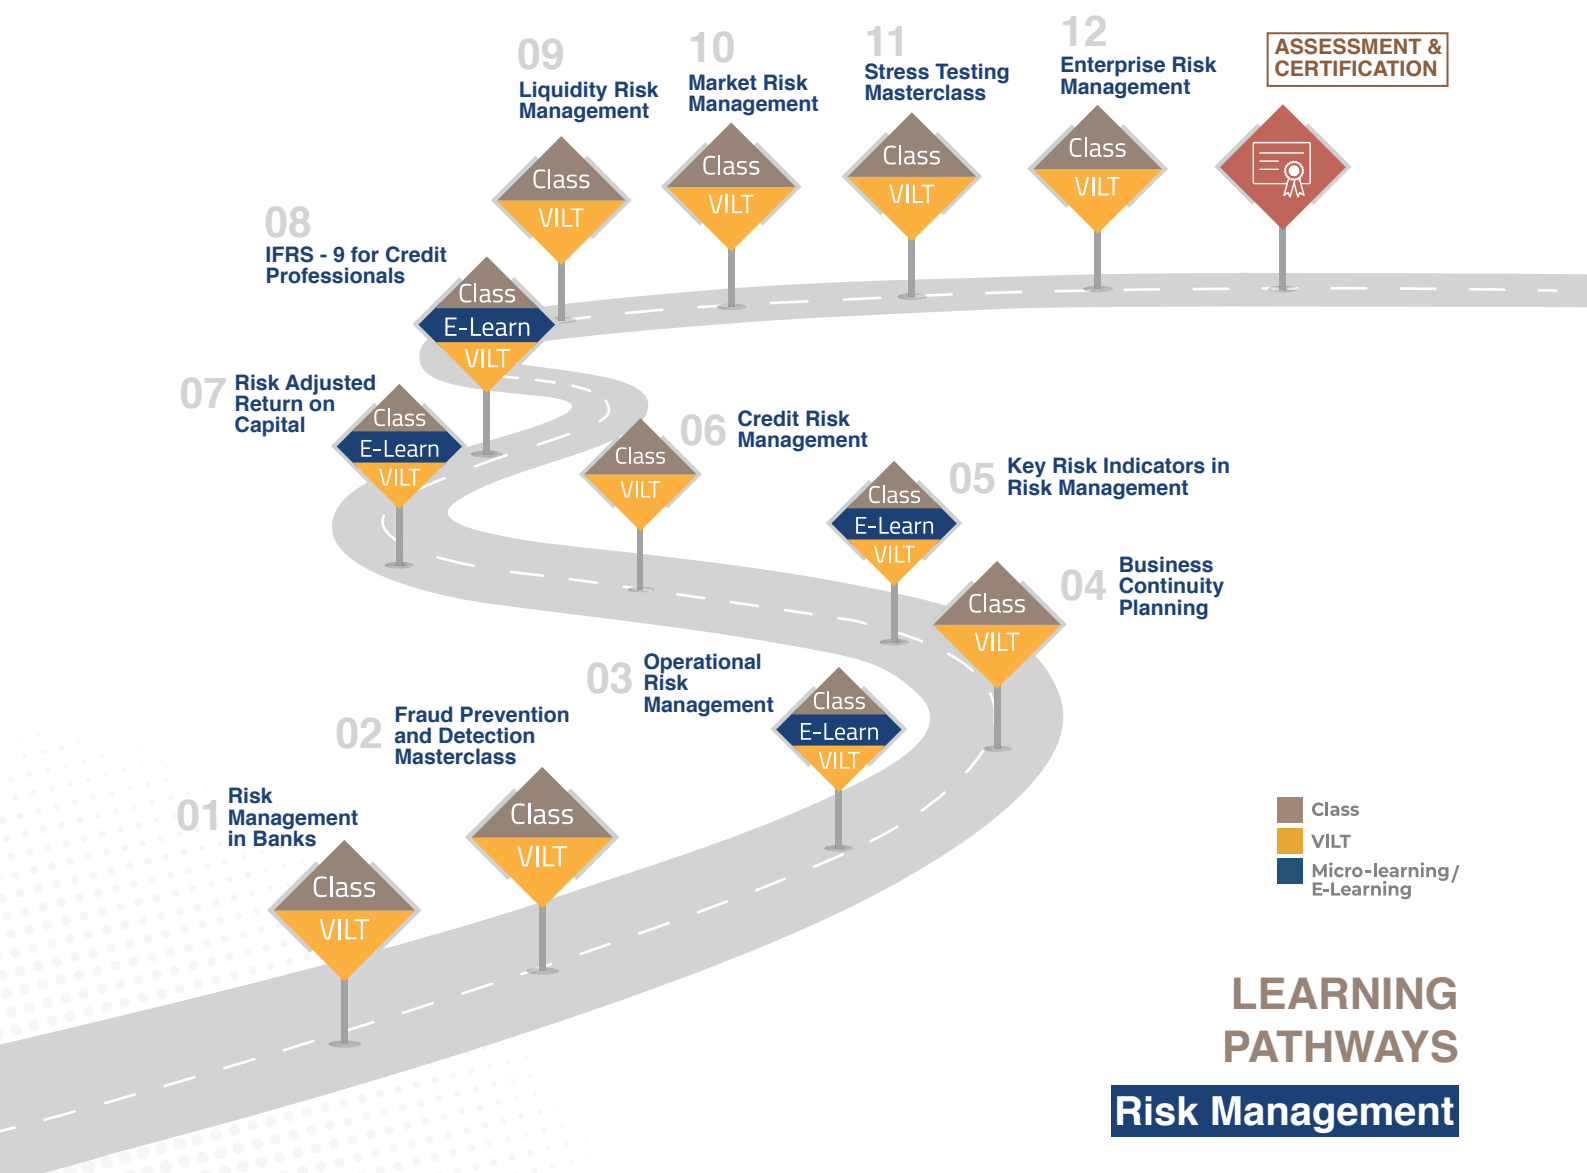 01
Risk
Management
in Banks
Class
VILT
02
Fraud Prevention
and Detection
Masterclass
Class
VILT
03
Operational
Risk
Management
Class
E-Learn
VILT
04
Business
Continuity
Planning
Class
VILT
05
Key Risk Indicators in
Risk Management
Class
E-Learn
VILT
06
Credit Risk
Management
Class
VILT
07
Risk Adjusted
Return on
Capital
Class
E-Learn
VILT
08
IFRS - 9 for Credit
Professionals
Class
E-Learn
VILT
09
Liquidity Risk
Management
Class
VILT
10
Market Risk
Management
Class
VILT
11
Stress Testing
Masterclass
Class
VILT
12
Enterprise Risk
Management
Class
VILT
ASSESSMENT &
CERTIFICATION
Class
VILT
Micro-learning/
E-Learning
LEARNING
PATHWAYS
Risk Management